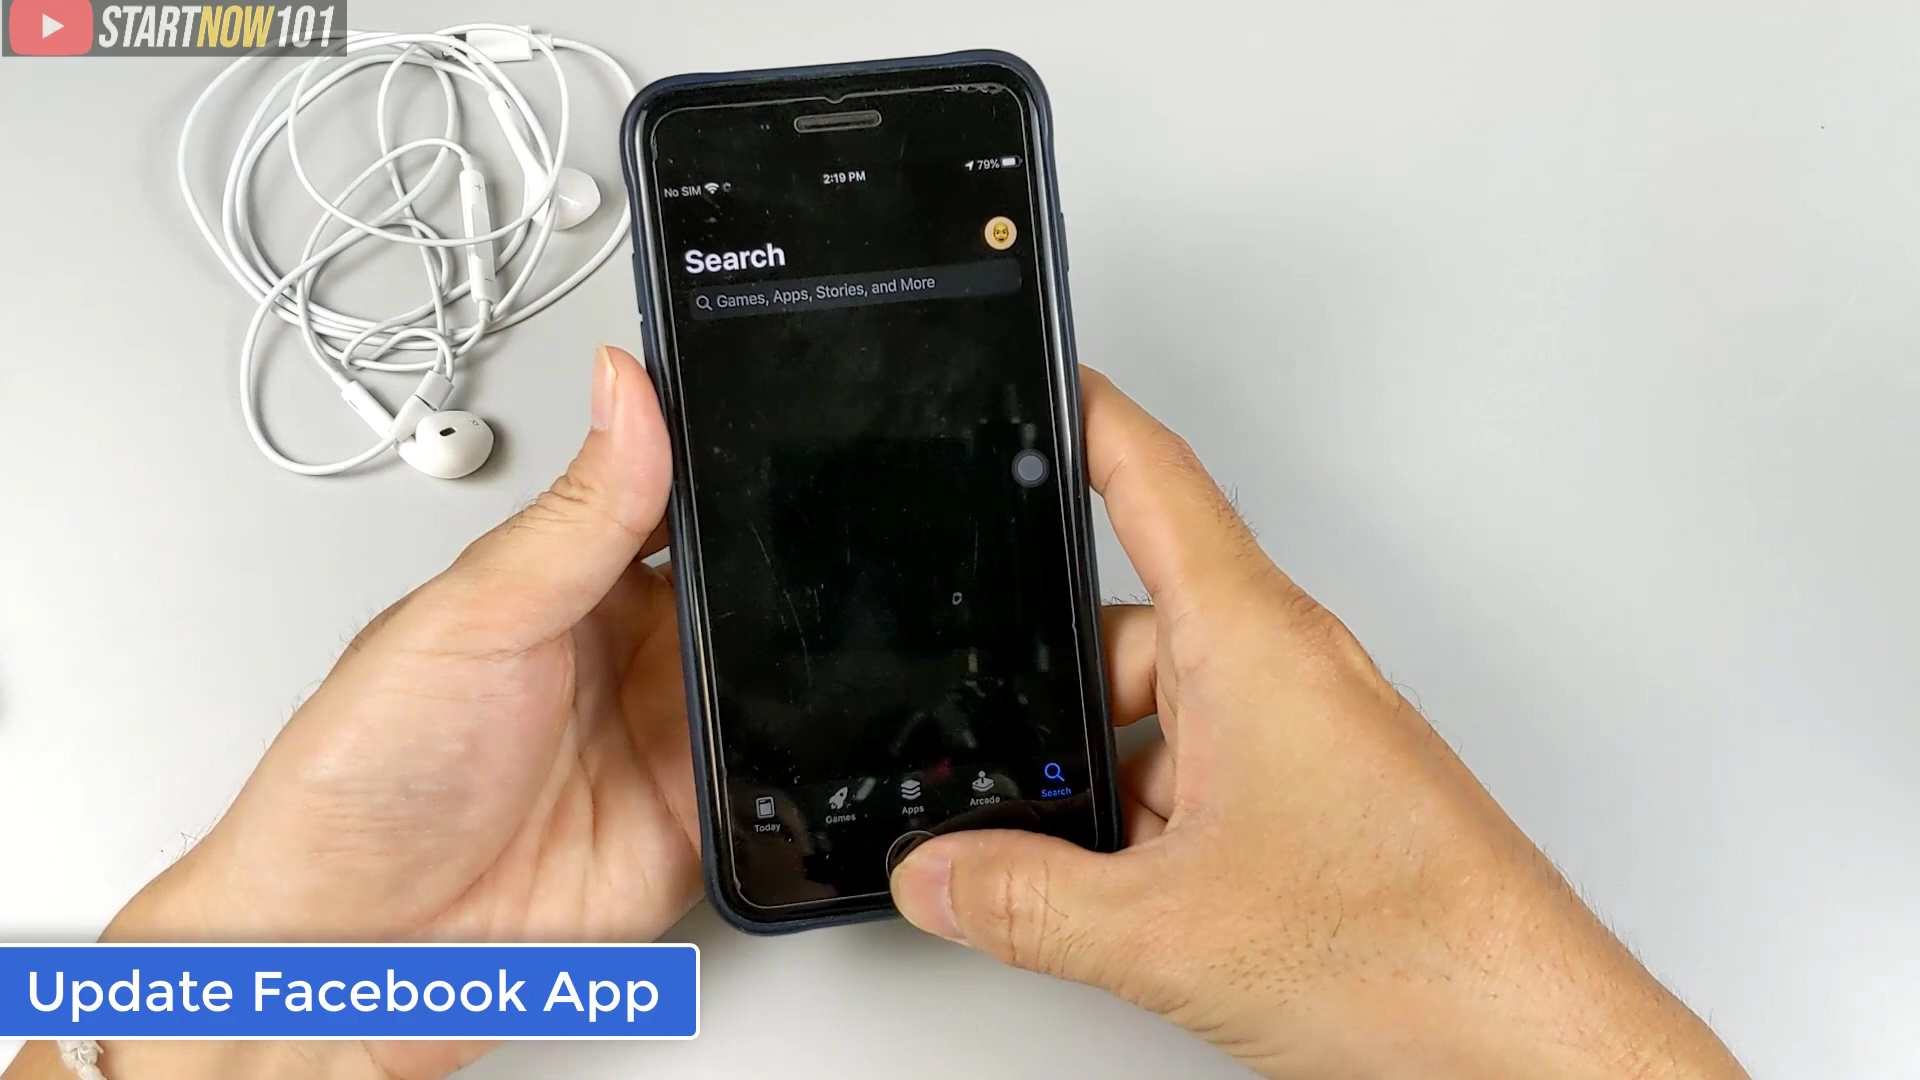 STARTNOW101
No SIM
2:19 PM
79%
Search
Games, Apps, Stories, and More
Today
Games
Apps
Arcade
Search
Update Facebook App